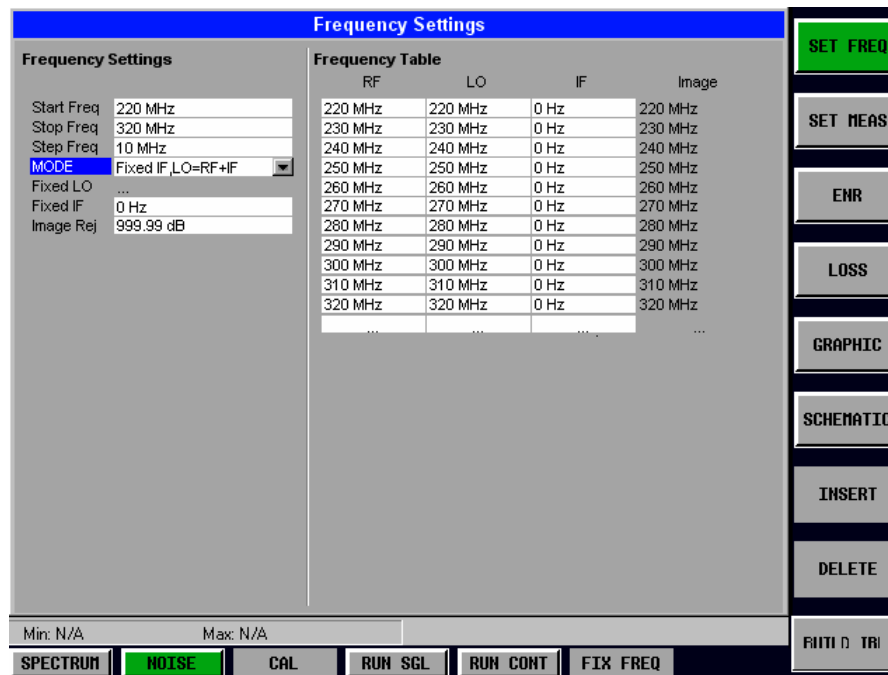 Frequency Settings
Frequency Settings
Start Freq 220 MHz
Stop Freq 320 MHz
Step Freq 10 MHz
MODE Fixed IF,LO=RF+IF
Fixed LO ...
Fixed IF 0 Hz
Image Rej 999.99 dB
Frequency Table
RF LO IF Image
220 MHz 220 MHz 0 Hz 220 MHz
230 MHz 230 MHz 0 Hz 230 MHz
240 MHz 240 MHz 0 Hz 240 MHz
250 MHz 250 MHz 0 Hz 250 MHz
260 MHz 260 MHz 0 Hz 260 MHz
270 MHz 270 MHz 0 Hz 270 MHz
280 MHz 280 MHz 0 Hz 280 MHz
290 MHz 290 MHz 0 Hz 290 MHz
300 MHz 300 MHz 0 Hz 300 MHz
310 MHz 310 MHz 0 Hz 310 MHz
320 MHz 320 MHz 0 Hz 320 MHz
... ... ... ...
Min: N/A Max: N/A
SPECTRUM NOISE CAL RUN SGL RUN CONT FIX FREQ
SET FREQ
SET MEAS
ENR
LOSS
GRAPHIC
SCHEMATIC
INSERT
DELETE